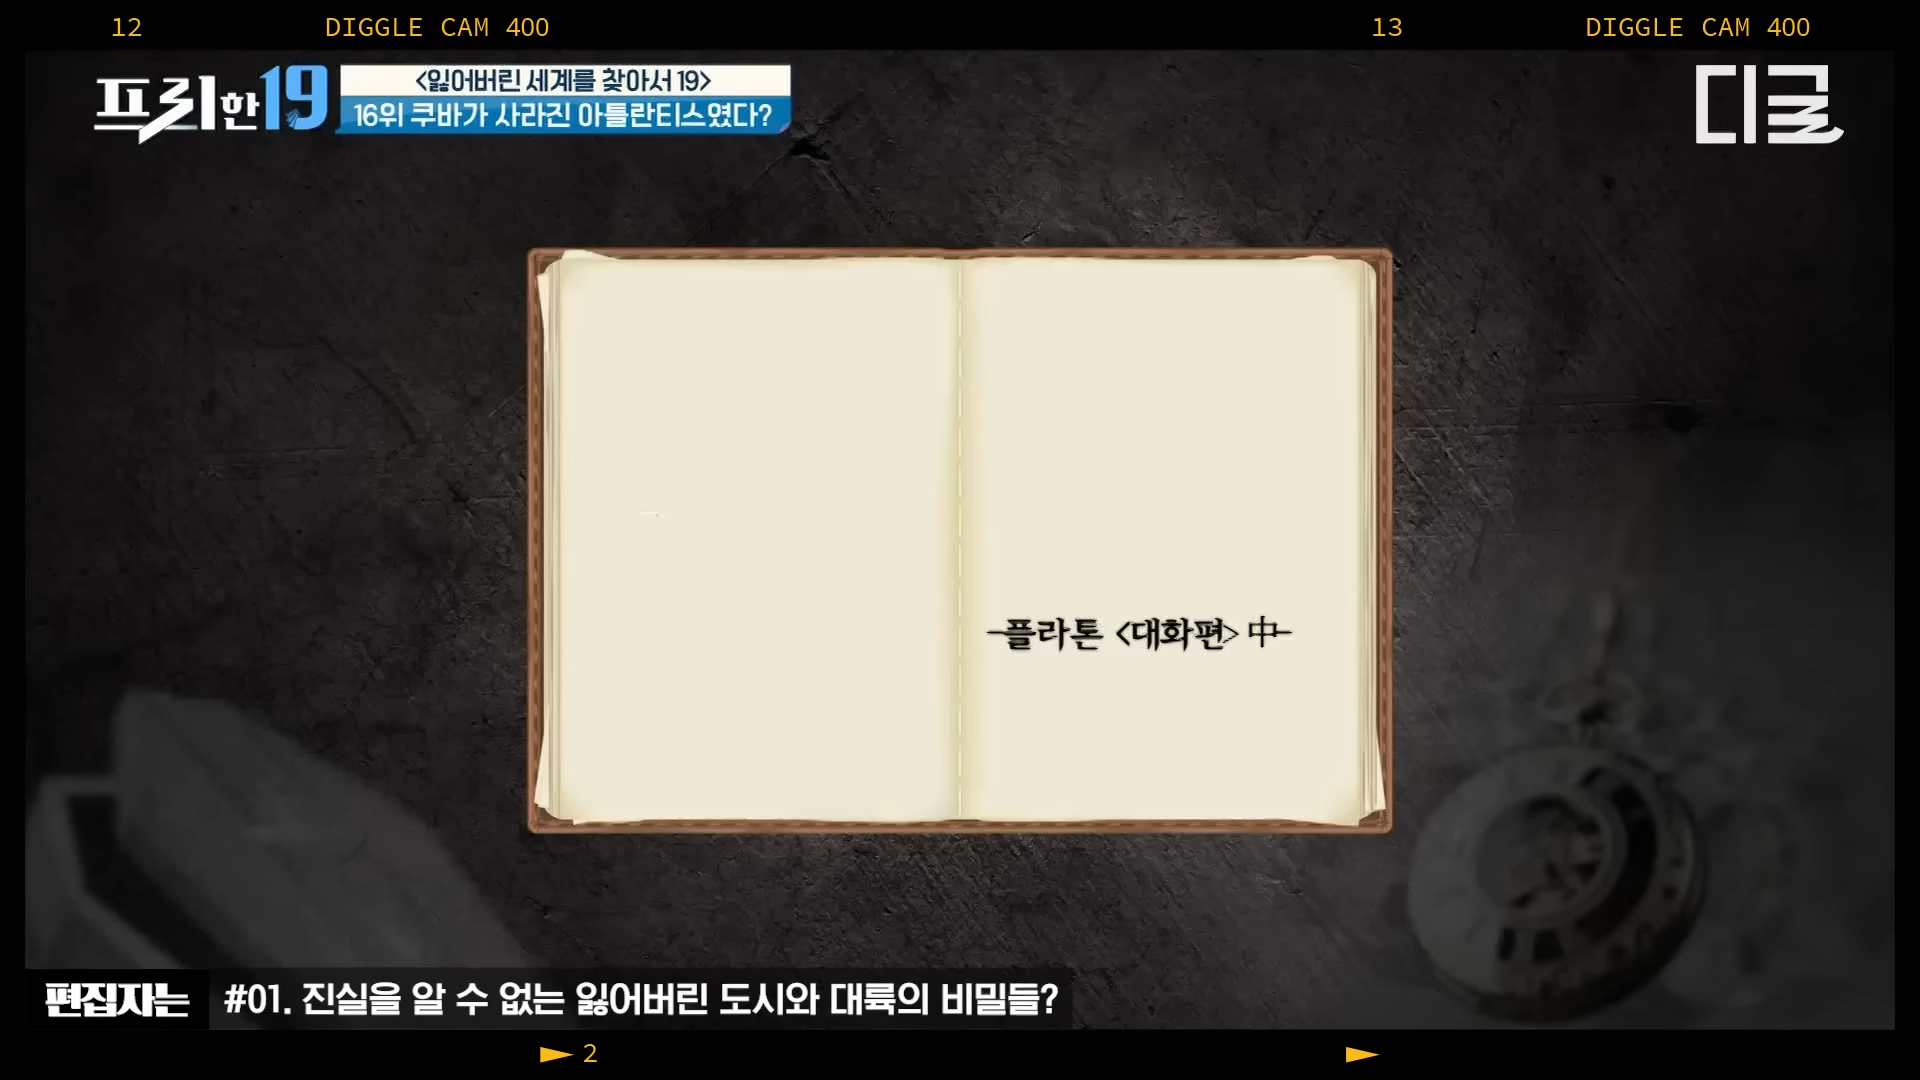 12
DIGGLE CAM 400
13
DIGGLE CAM 400
프리한19
<잃어버린 세계를 찾아서 19>
16위 쿠바가 사라진 아틀란티스였다?
디글
-플라톤 <대화편> 中-
편집자는
#01. 진실을 알 수 없는 잃어버린 도시와 대륙의 비밀들?
2